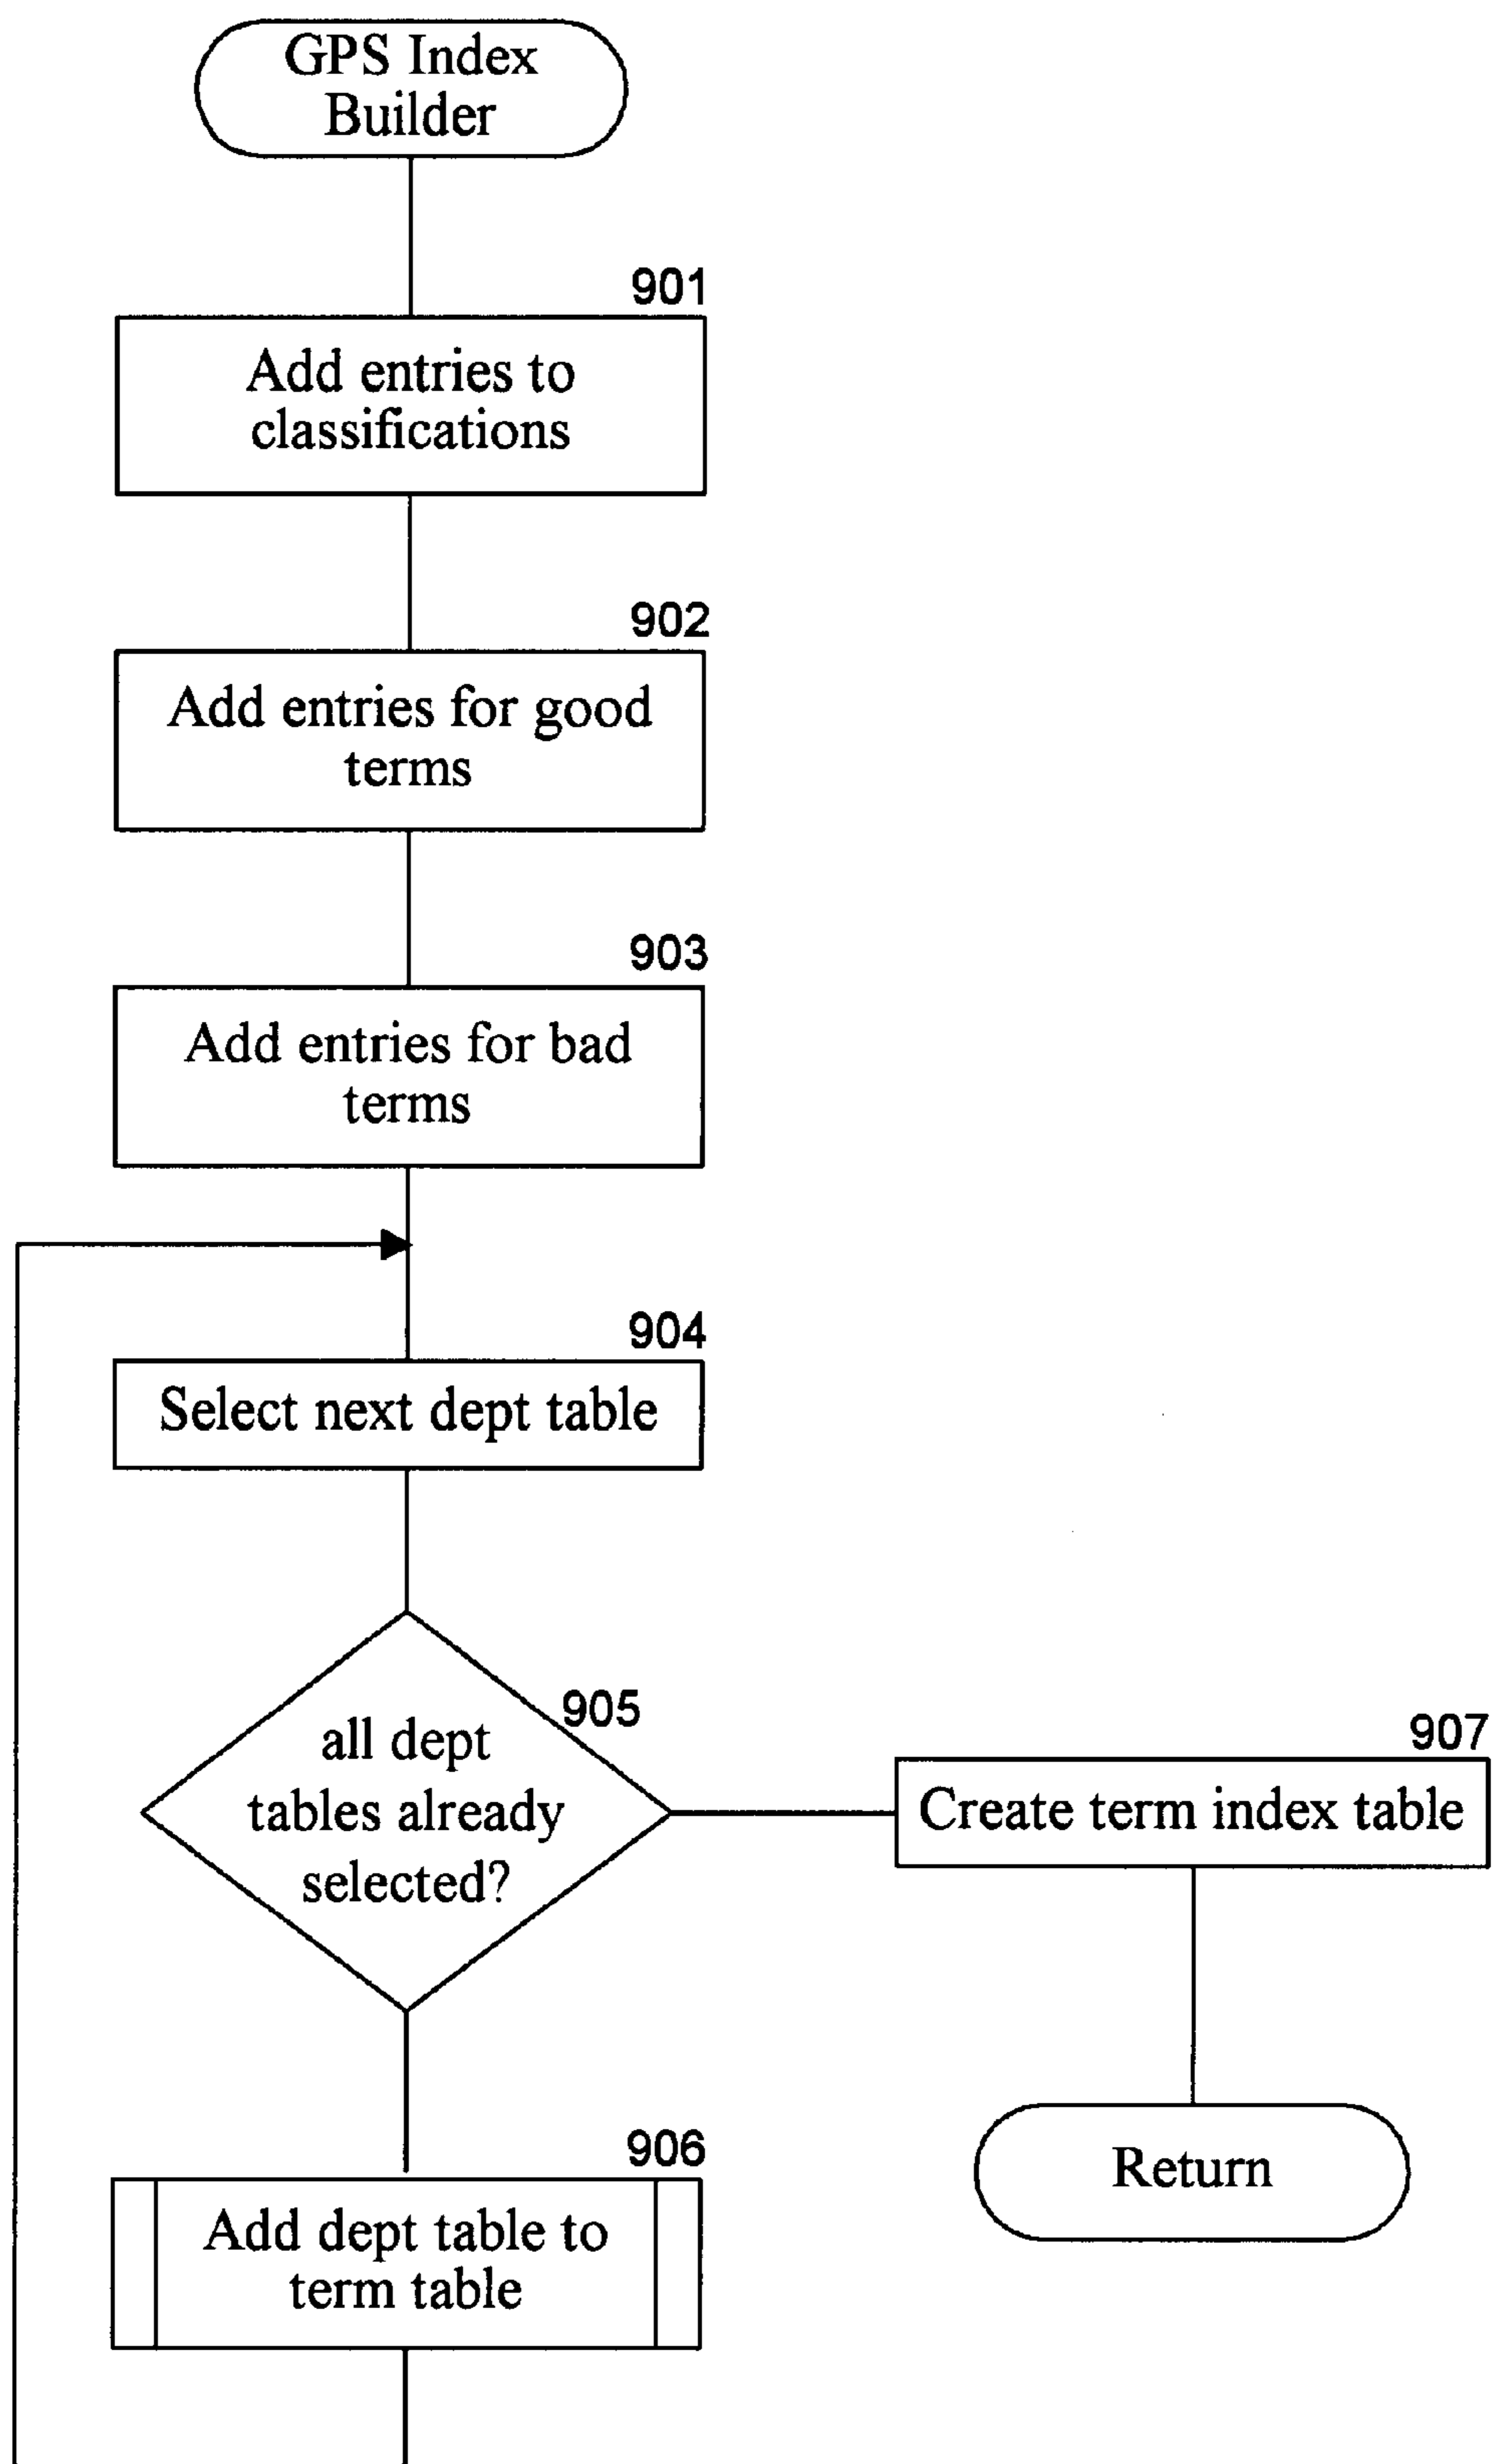 GPS Index
Builder
901
Add entries to
classifications
902
Add entries for good
terms
903
Add entries for bad
terms
904
Select next dept table
905
all dept
tables already
selected?
907
Create term index table
906
Add dept table to
term table
Return